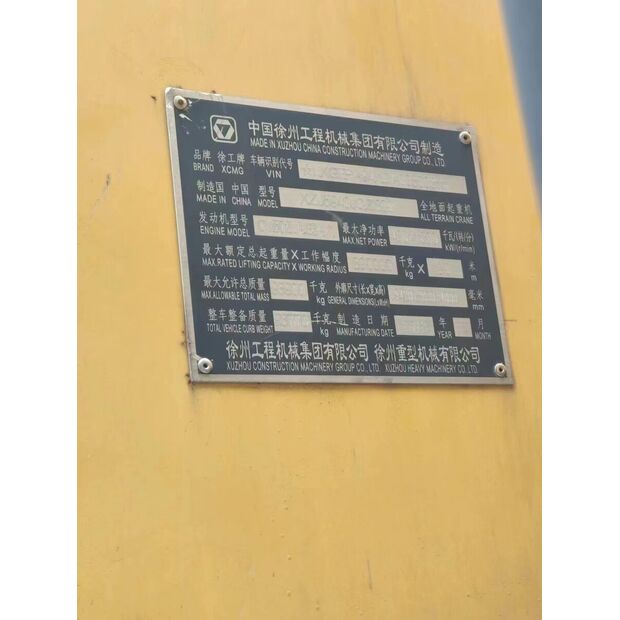 中国徐州工程机械集团有限公司制造
MADE IN XUZHOU CHINA CONSTRUCTION MACHINERY GROUP CO., LTD.
品牌 徐工牌 车辆识别代号
BRAND XCMG VIN
制造国 中国 型号 全地面起重机
MADE IN CHINA MODEL ALL TERRAIN CRANE
发动机型号 最大净功率 千瓦/(转/分)
ENGINE MODEL MAX.NET POWER kW/(r/min)
最大额定总起重量×工作幅度 千克× 米
MAX.RATED LIFTING CAPACITY × WORKING RADIUS kg m
最大允许总质量 千克 外廓尺寸(长×宽×高) 毫米
MAX.ALLOWABLE TOTAL MASS kg GENERAL DIMENSIONS(L×W×H) mm
整车整备质量 千克 制造日期 年 月
TOTAL VEHICLE CURB WEIGHT kg MANUFACTURING DATE YEAR MONTH
徐州工程机械集团有限公司 徐州重型机械有限公司
XUZHOU CONSTRUCTION MACHINERY GROUP CO., LTD. XUZHOU HEAVY MACHINERY CO., LTD.